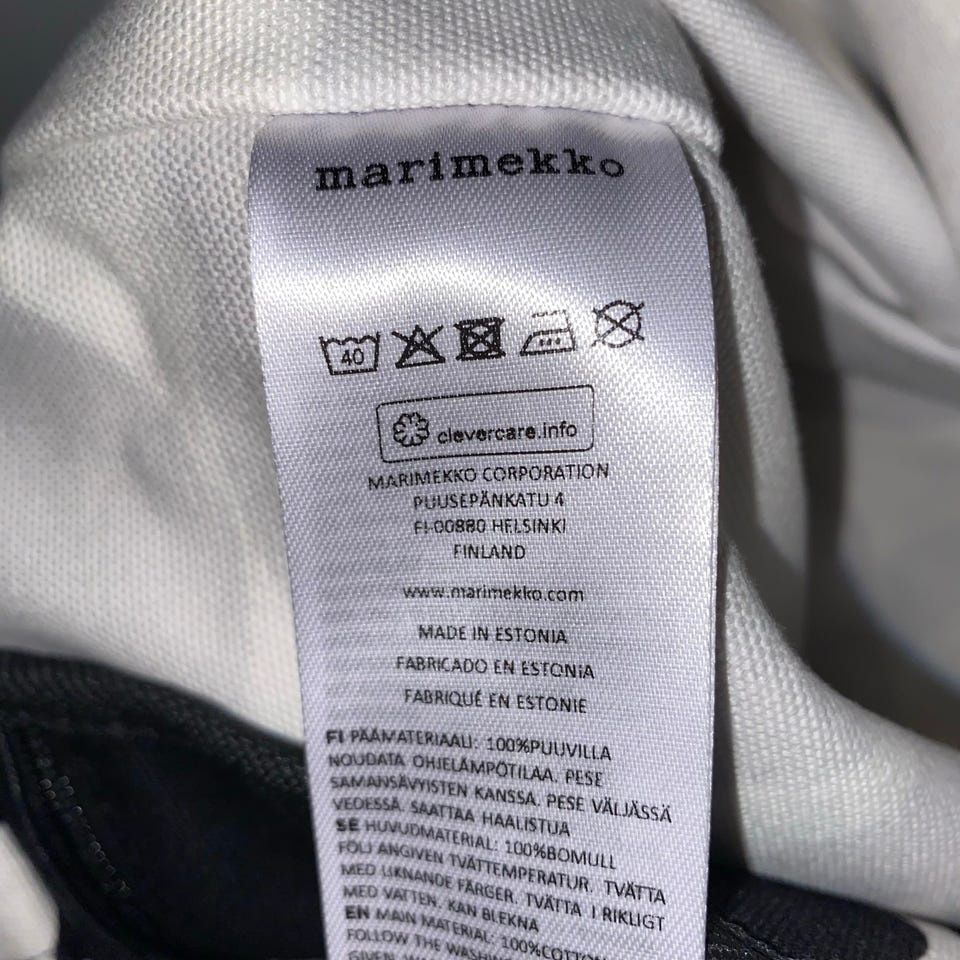 marimekko
40
clevercare.info
MARIMEKKO CORPORATION
PUUSEPÄNKATU 4
FI-00880 HELSINKI
FINLAND
www.marimekko.com
MADE IN ESTONIA
FABRICADO EN ESTONIA
FABRIQUÉ EN ESTONIE
FI PÄÄMATERIAALI: 100%PUUVILLA
NOUDATA OHJELÄMPÖTILAA. PESE
SAMANSÄVYISTEN KANSSA. PESE VÄLJÄSSÄ
VEDESSÄ. SAATTAA HAALISTUA
SE HUVUDMATERIAL: 100%BOMULL
FÖLJ ANGIVEN TVÄTTEMPERATUR. TVÄTTA
MED LIKNANDE FÄRGER. TVÄTTA I RIKLIGT
MED VATTEN. KAN BLEKNA
EN MAIN MATERIAL: 100%COTTON
FOLLOW THE WASHING